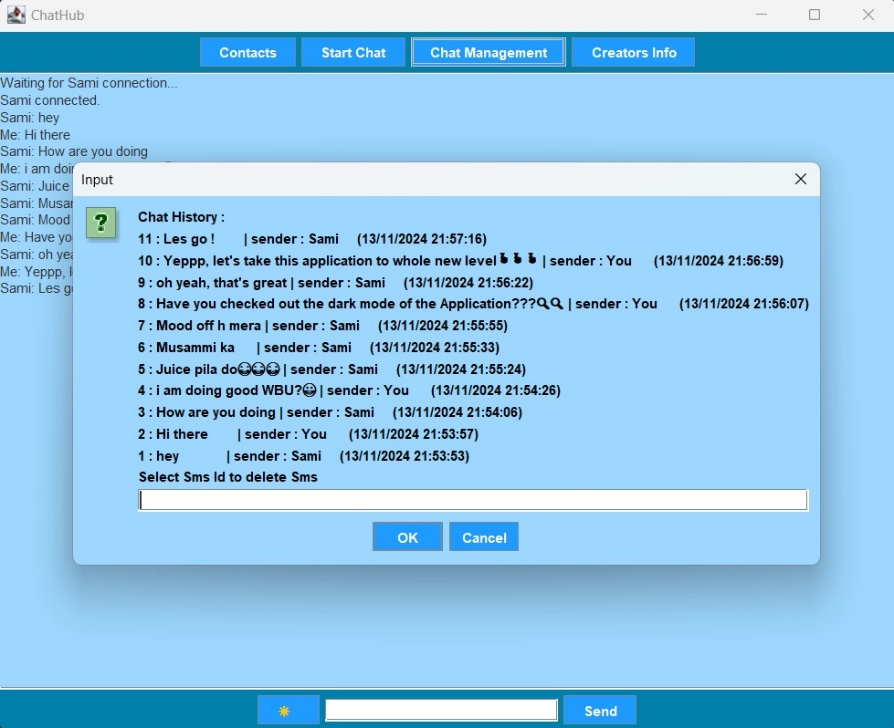 ChatHub
Contacts Start Chat Chat Management Creators Info
Waiting for Sami connection...
Sami connected.
Sami: hey
Me: Hi there
Sami: How are you doing
Me: i am
Sami: Juice
Sami:
Sami: Mood
Me: Have
Sami: oh
Me: Yeppp,
Sami: Les
Input
Chat History :
11 : Les go ! | sender : Sami (13/11/2024 21:57:16)
10 : Yeppp, let's take this application to whole new level | sender : You (13/11/2024 21:56:59)
9 : oh yeah, that's great | sender : Sami (13/11/2024 21:56:22)
8 : Have you checked out the dark mode of the Application???🔍🔍 | sender : You (13/11/2024 21:56:07)
7 : Mood off h mera | sender : Sami (13/11/2024 21:55:55)
6 : Musammi ka | sender : Sami (13/11/2024 21:55:33)
5 : Juice pila do😂😂😂 | sender : Sami (13/11/2024 21:55:24)
4 : i am doing good WBU?😀 | sender : You (13/11/2024 21:54:26)
3 : How are you doing | sender : Sami (13/11/2024 21:54:06)
2 : Hi there | sender : You (13/11/2024 21:53:57)
1 : hey | sender : Sami (13/11/2024 21:53:53)
Select Sms Id to delete Sms
OK Cancel
Send